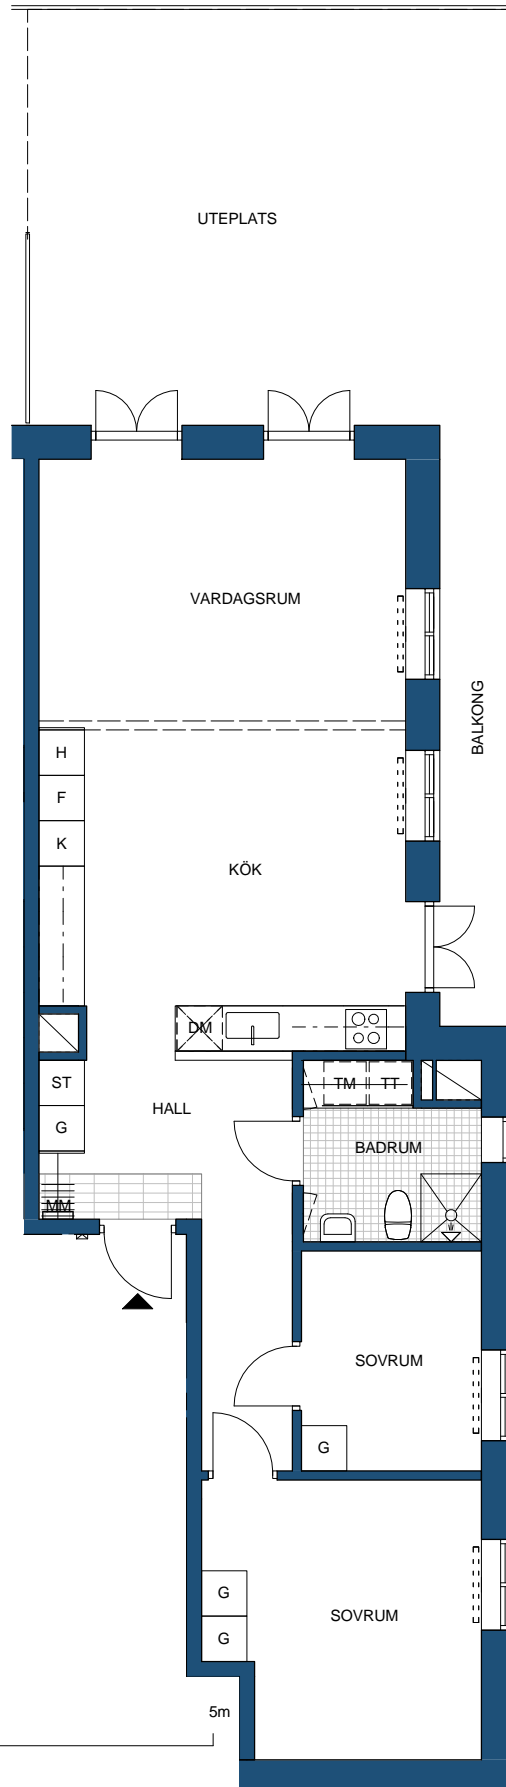 UTEPLATS
VARDAGSRUM
BALKONG
H
F
K
KÖK
DM
ST
G
HALL
TM
TT
BADRUM
MM
SOVRUM
G
G
G
SOVRUM
5m